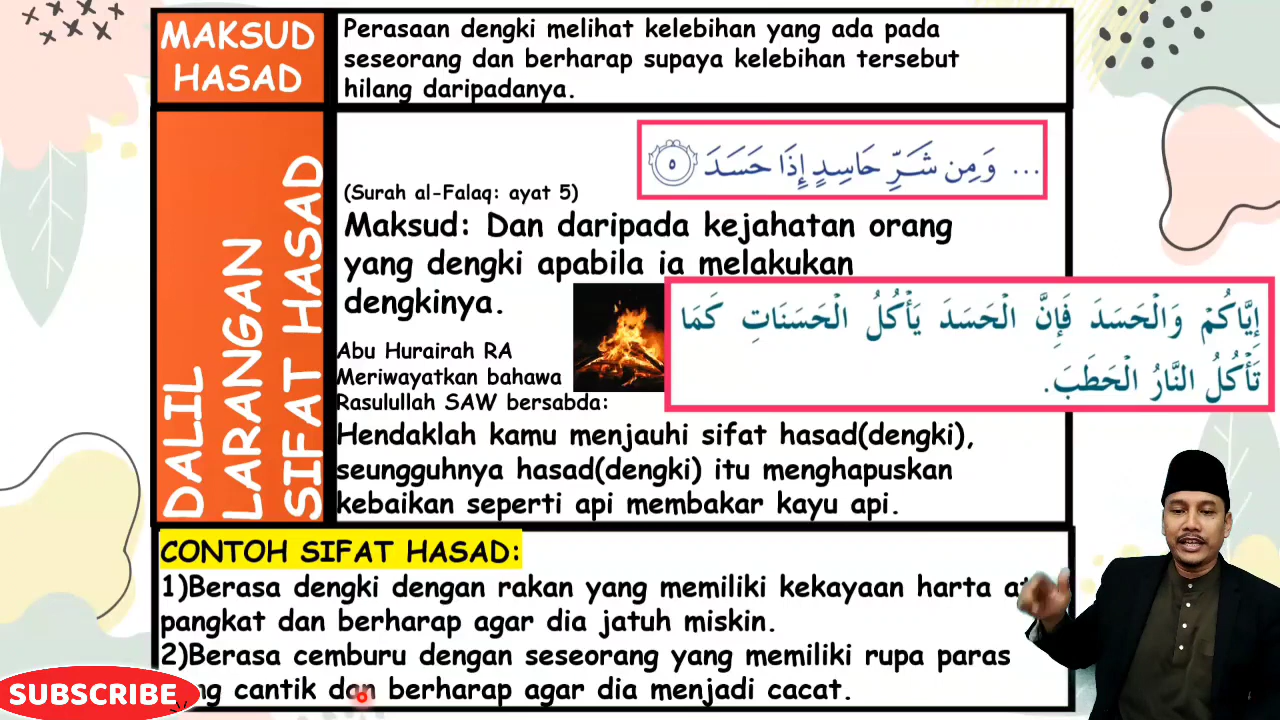 MAKSUD
HASAD
Perasaan dengki melihat kelebihan yang ada pada
seseorang dan berharap supaya kelebihan tersebut
hilang daripadanya.
DALIL
LARANGAN
SIFAT HASAD
... وَمِن شَرِّ حَاسِدٍ إِذَا حَسَدَ ٥
(Surah al-Falaq: ayat 5)
Maksud: Dan daripada kejahatan orang
yang dengki apabila ia melakukan
dengkinya.
إِيَّاكُمْ وَالْحَسَدَ فَإِنَّ الْحَسَدَ يَأْكُلُ الْحَسَنَاتِ كَمَا
تَأْكُلُ النَّارُ الْحَطَبَ.
Abu Hurairah RA
Meriwayatkan bahawa
Rasulullah SAW bersabda:
Hendaklah kamu menjauhi sifat hasad(dengki),
seungguhnya hasad(dengki) itu menghapuskan
kebaikan seperti api membakar kayu api.
CONTOH SIFAT HASAD:
1)Berasa dengki dengan rakan yang memiliki kekayaan harta
pangkat dan berharap agar dia jatuh miskin.
2)Berasa cemburu dengan seseorang yang memiliki rupa paras
cantik dan berharap agar dia menjadi cacat.
SUBSCRIBE